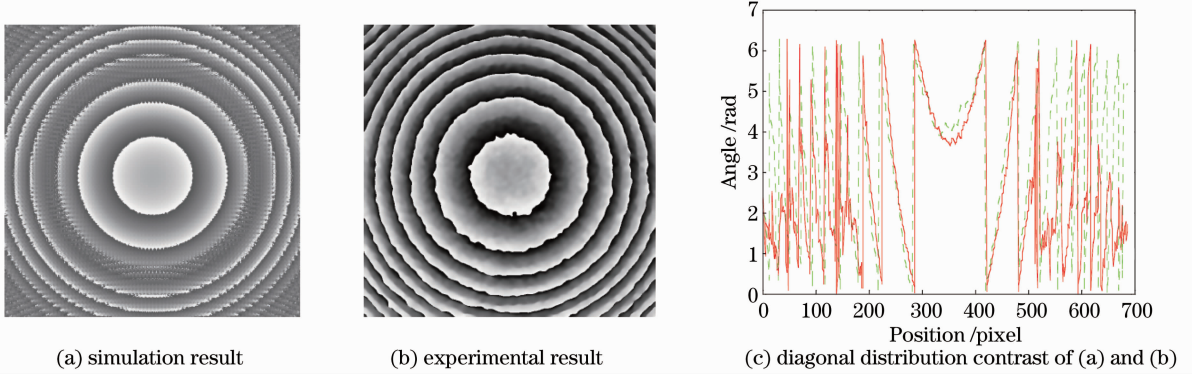 7
6
5
4
3
2
1
0
Angle /rad
0 100 200 300 400 500 600 700
Position /pixel
(a) simulation result
(b) experimental result
(c) diagonal distribution contrast of (a) and (b)